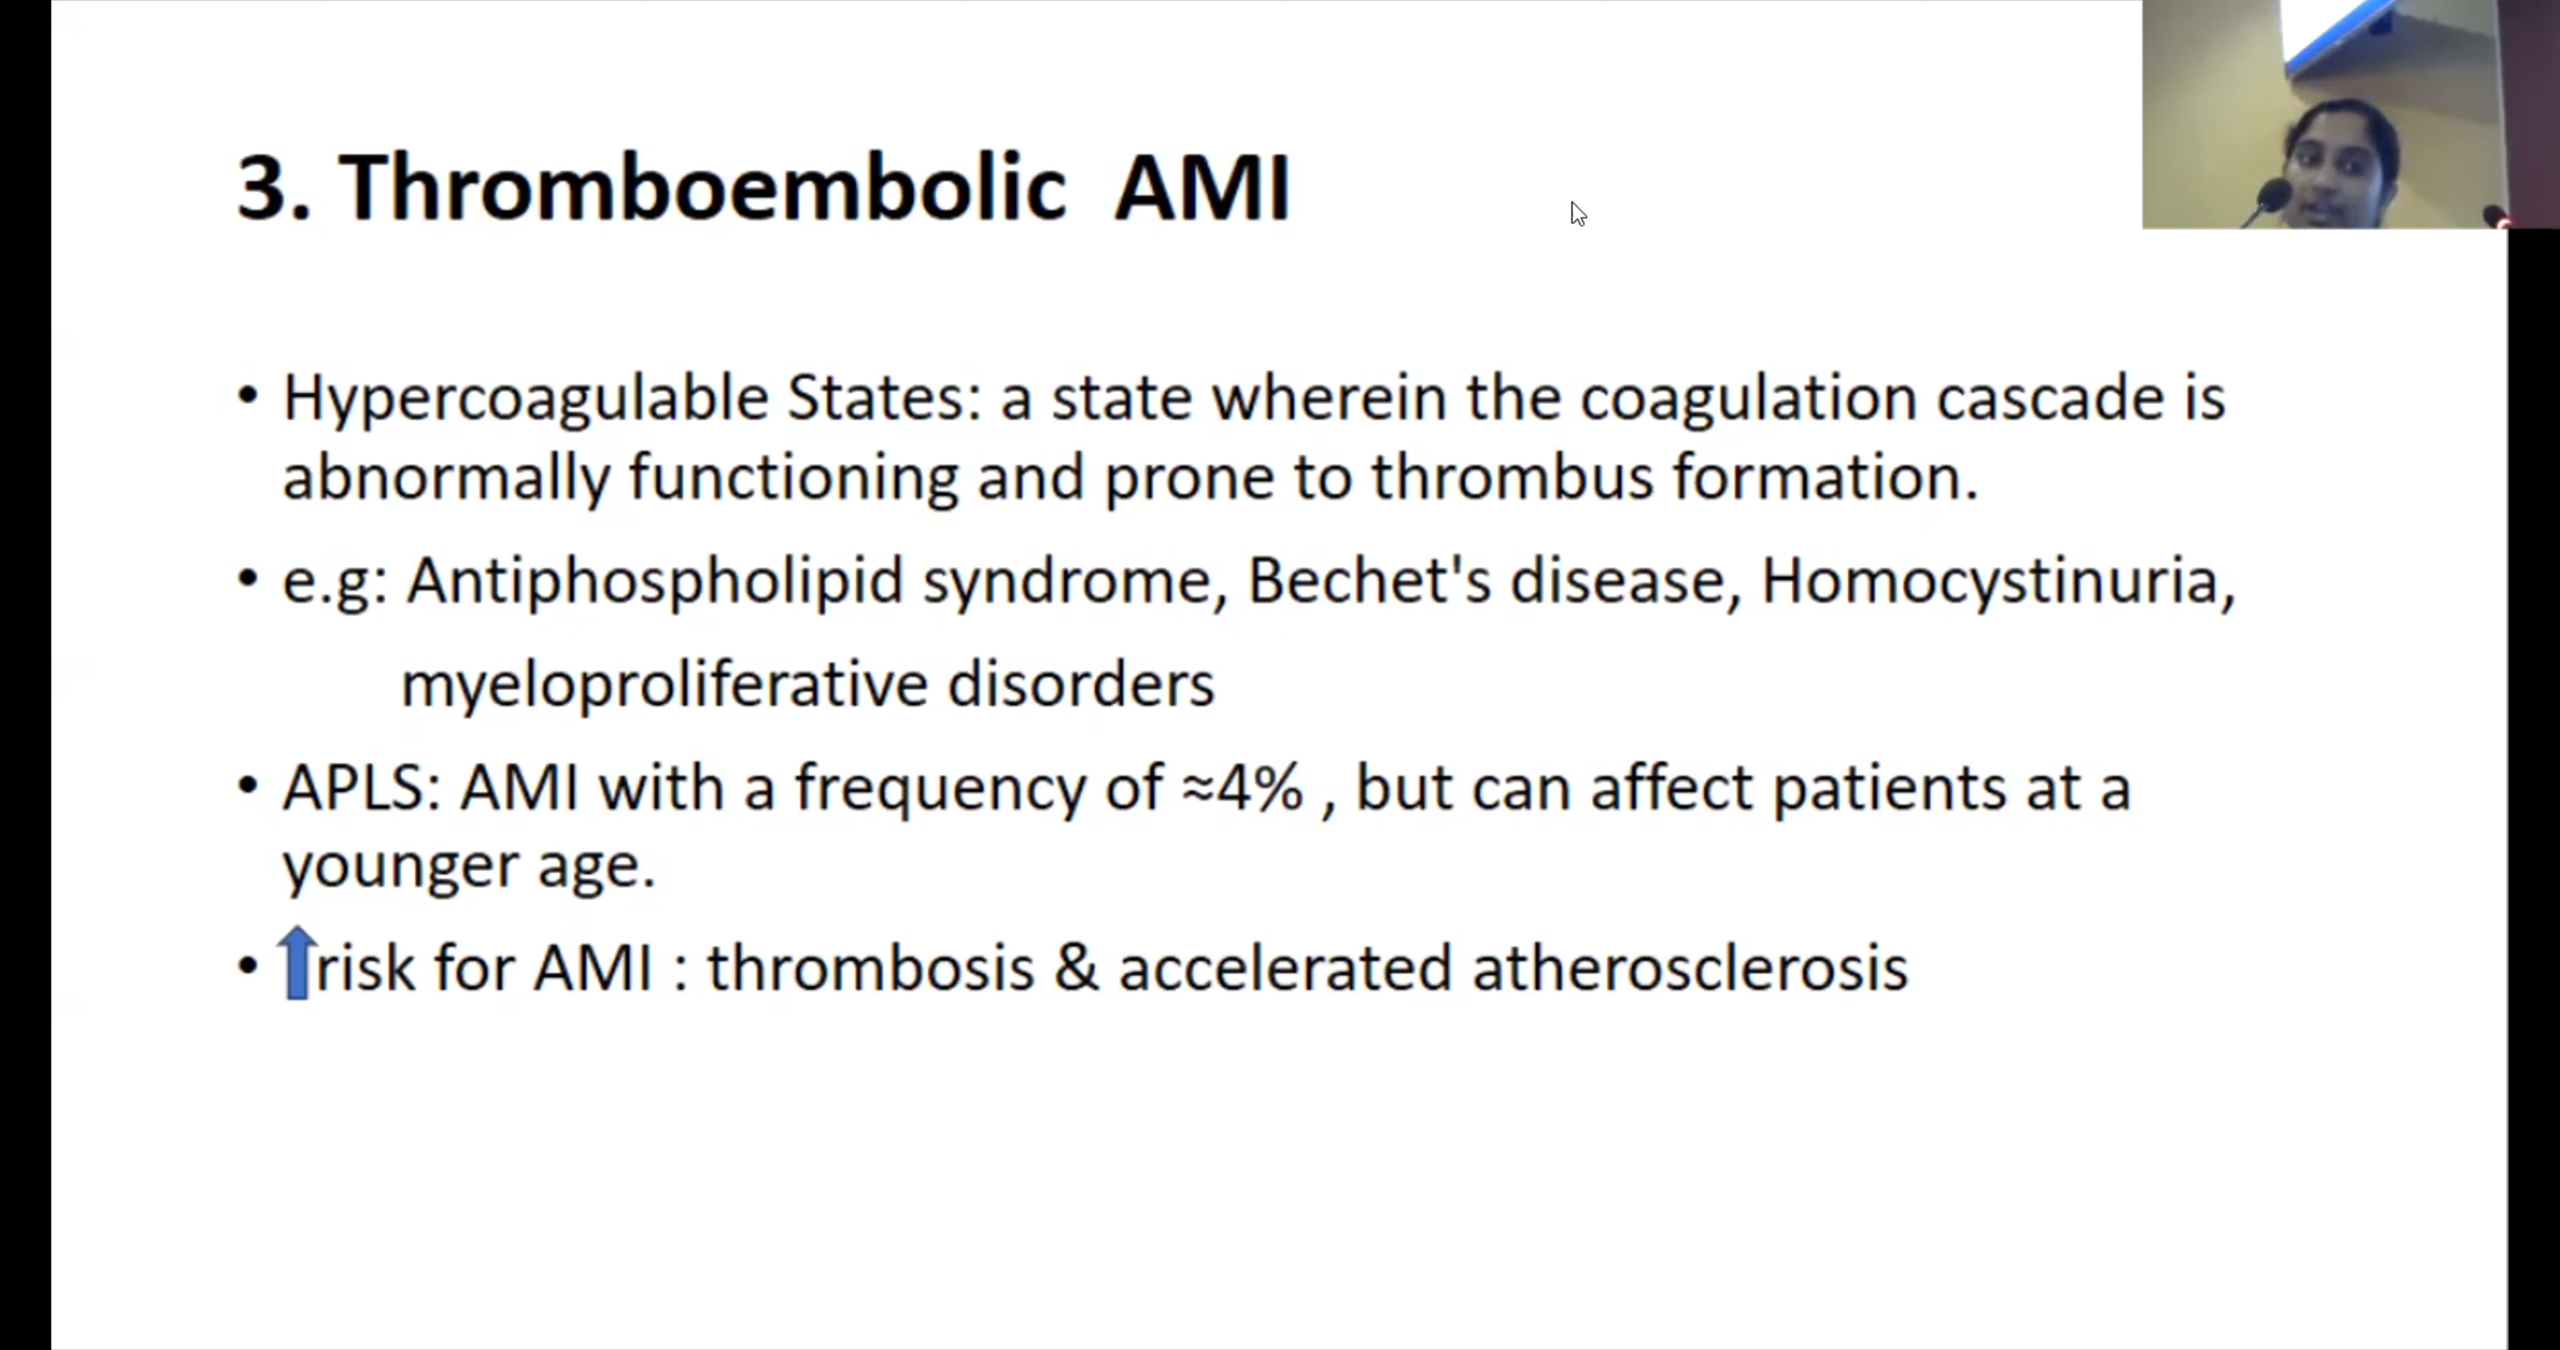 3. Thromboembolic AMI
• Hypercoagulable States: a state wherein the coagulation cascade is
abnormally functioning and prone to thrombus formation.
• e.g: Antiphospholipid syndrome, Bechet's disease, Homocystinuria,
myeloproliferative disorders
• APLS: AMI with a frequency of ≈4% , but can affect patients at a
younger age.
• risk for AMI : thrombosis & accelerated atherosclerosis